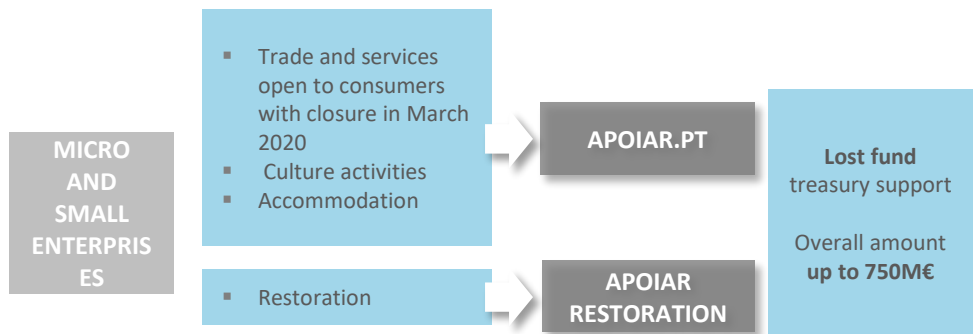 MICRO
AND
SMALL
ENTERPRIS
ES
▪ Trade and services
open to consumers
with closure in March
2020
▪ Culture activities
▪ Accommodation
APOIAR.PT
▪ Restoration
APOIAR
RESTORATION
Lost fund
treasury support
Overall amount
up to 750M€